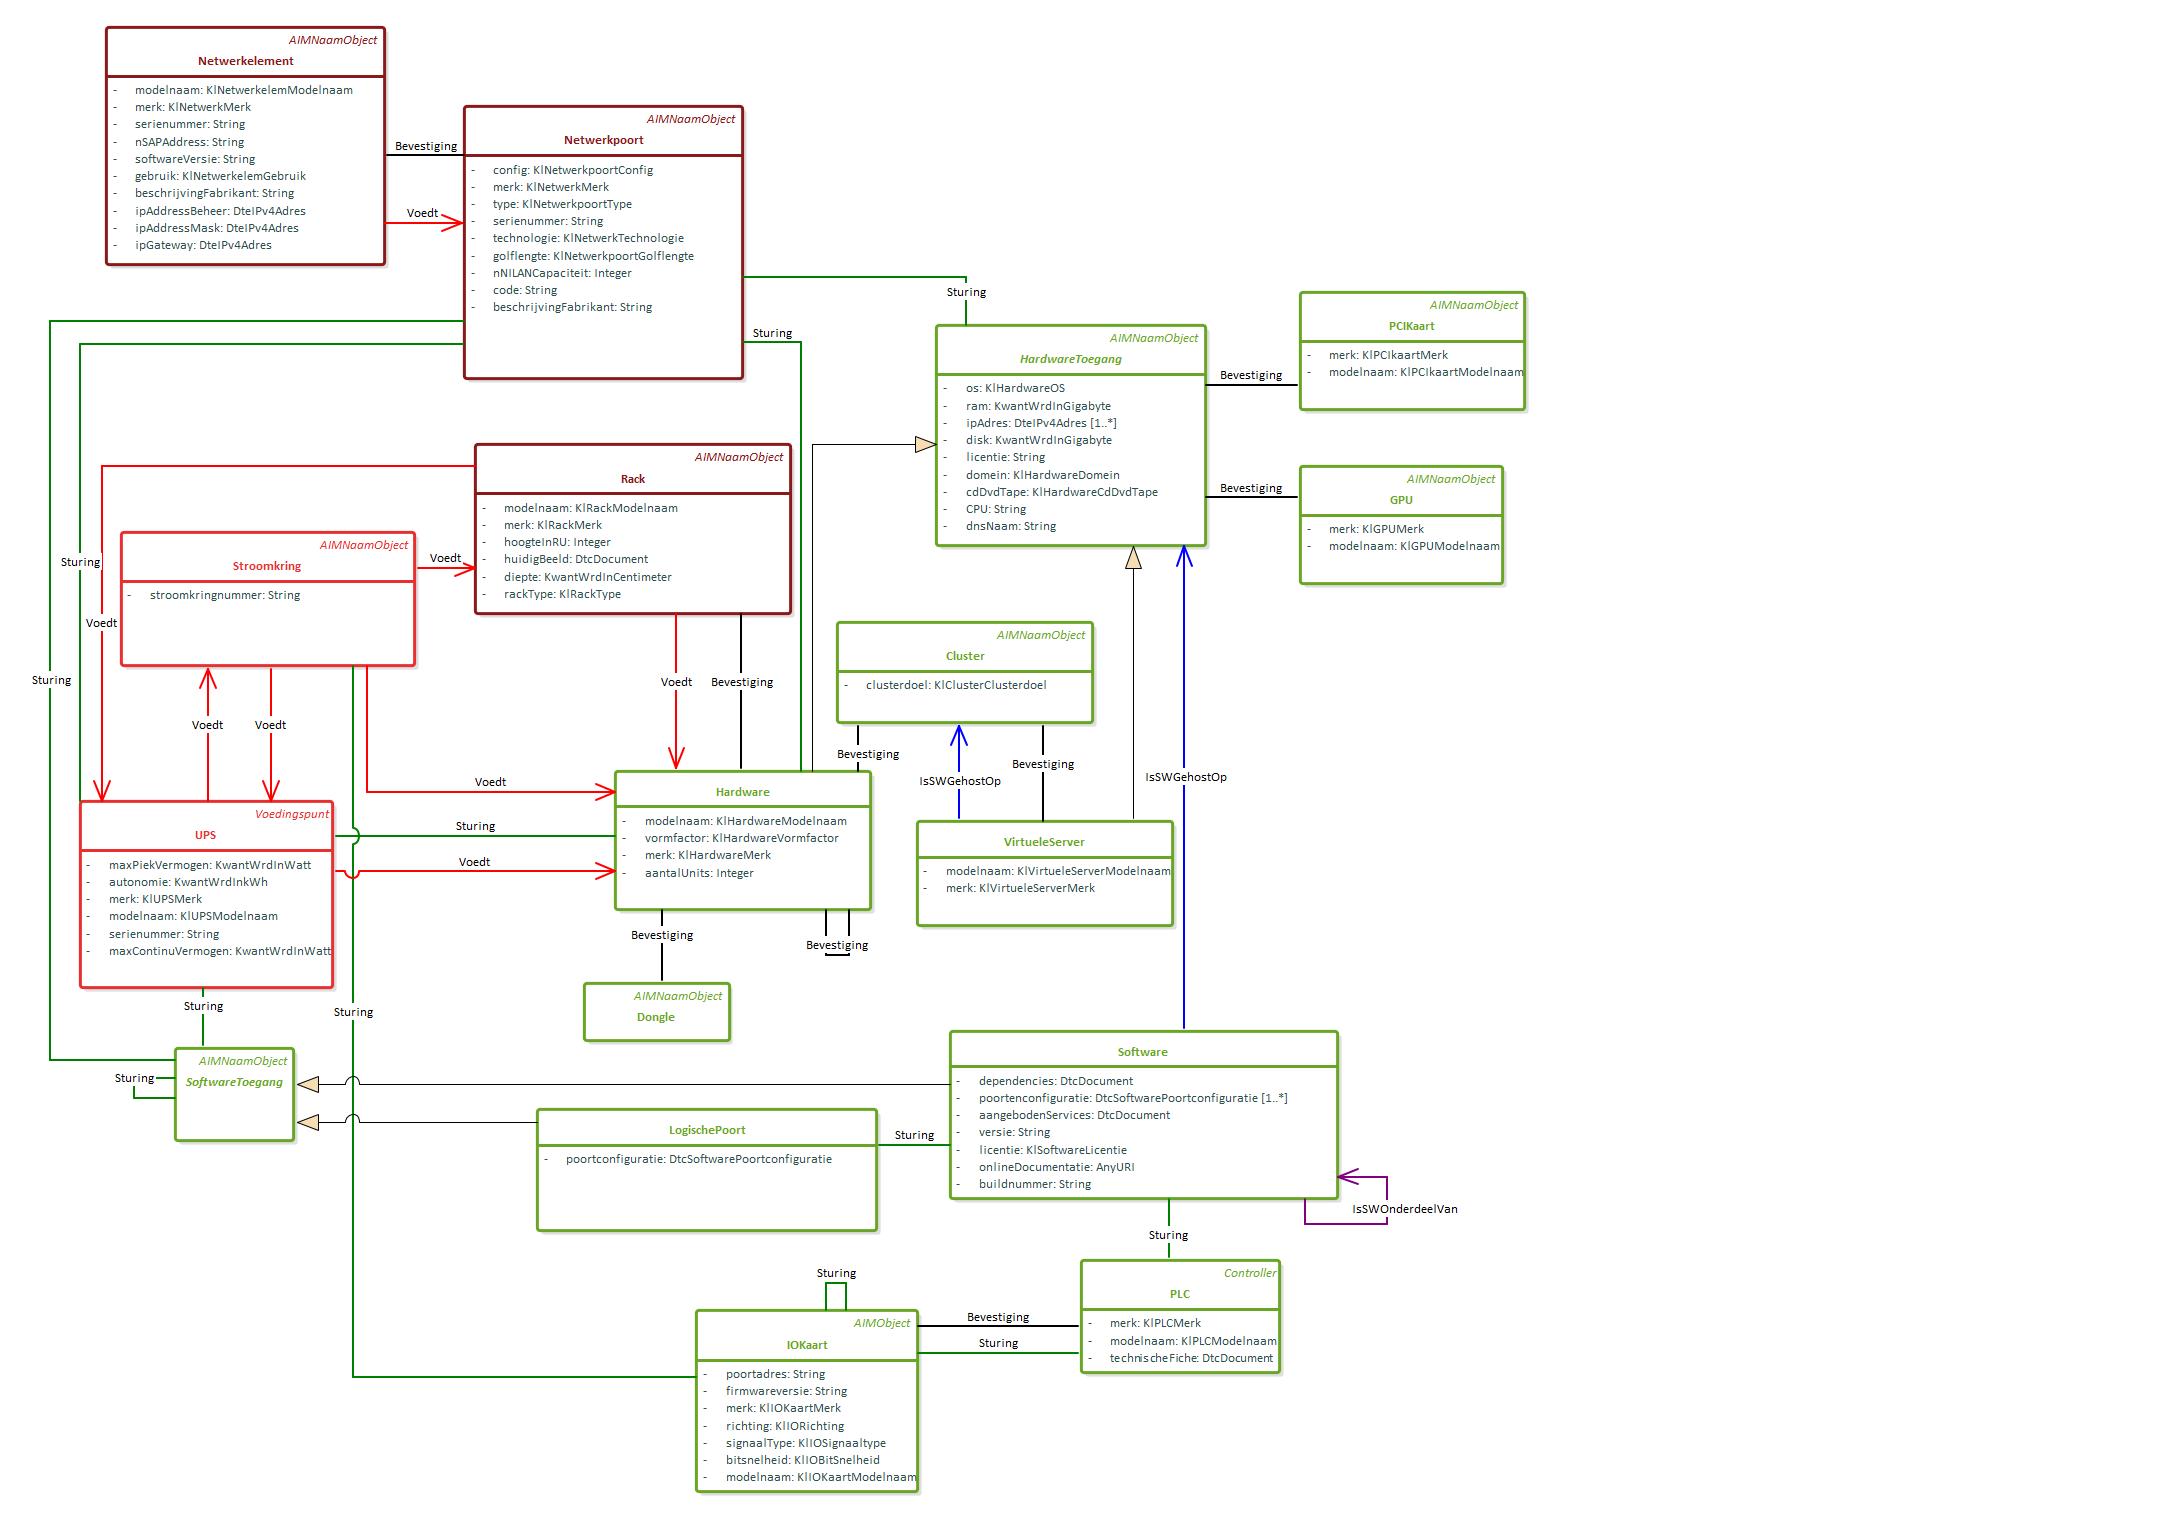 AIMNaamObject
Netwerkelement
- modelnaam: KlNetwerkelemModelnaam
- merk: KlNetwerkMerk
- serienummer: String
- nSAPAddress: String
- softwareVersie: String
- gebruik: KlNetwerkelemGebruik
- beschrijvingFabrikant: String
- ipAddressBeheer: DteIPv4Adres
- ipAddressMask: DteIPv4Adres
- ipGateway: DteIPv4Adres
Bevestiging
Voedt
AIMNaamObject
Netwerkpoort
- config: KlNetwerkpoortConfig
- merk: KlNetwerkMerk
- type: KlNetwerkpoortType
- serienummer: String
- technologie: KlNetwerkTechnologie
- golflengte: KlNetwerkpoortGolflengte
- nNILANCapaciteit: Integer
- code: String
- beschrijvingFabrikant: String
Sturing
Sturing
AIMNaamObject
HardwareToegang
- os: KlHardwareOS
- ram: KwantWrdInGigabyte
- ipAdres: DteIPv4Adres [1..*]
- disk: KwantWrdInGigabyte
- licentie: String
- domein: KlHardwareDomein
- cdDvdTape: KlHardwareCdDvdTape
- CPU: String
- dnsNaam: String
Bevestiging
AIMNaamObject
PCIKaart
- merk: KlPCIkaartMerk
- modelnaam: KlPCIkaartModelnaam
Bevestiging
AIMNaamObject
GPU
- merk: KlGPUMerk
- modelnaam: KlGPUModelnaam
AIMNaamObject
Rack
- modelnaam: KlRackModelnaam
- merk: KlRackMerk
- hoogteInRU: Integer
- huidigBeeld: DtcDocument
- diepte: KwantWrdInCentimeter
- rackType: KlRackType
Sturing
Voedt
Sturing
AIMNaamObject
Stroomkring
- stroomkringnummer: String
Voedt
Voedt
Voedt
Voedt
Bevestiging
AIMNaamObject
Cluster
- clusterdoel: KlClusterClusterdoel
Bevestiging
IsSWGehostOp
Bevestiging
IsSWGehostOp
Voedt
Sturing
Voedt
Hardware
- modelnaam: KlHardwareModelnaam
- vormfactor: KlHardwareVormfactor
- merk: KlHardwareMerk
- aantalUnits: Integer
Voedingspunt
UPS
- maxPiekVermogen: KwantWrdInWatt
- autonomie: KwantWrdInkWh
- merk: KlUPSMerk
- modelnaam: KlUPSModelnaam
- serienummer: String
- maxContinuVermogen: KwantWrdInWatt
VirtueleServer
- modelnaam: KlVirtueleServerModelnaam
- merk: KlVirtueleServerMerk
Bevestiging
Bevestiging
AIMNaamObject
Dongle
Sturing
Sturing
AIMNaamObject
SoftwareToegang
Sturing
Software
- dependencies: DtcDocument
- poortenconfiguratie: DtcSoftwarePoortconfiguratie [1..*]
- aangebodenServices: DtcDocument
- versie: String
- licentie: KlSoftwareLicentie
- onlineDocumentatie: AnyURI
- buildnummer: String
LogischePoort
- poortconfiguratie: DtcSoftwarePoortconfiguratie
Sturing
IsSWOnderdeelVan
Sturing
Controller
PLC
- merk: KlPLCMerk
- modelnaam: KlPLCModelnaam
- technischeFiche: DtcDocument
Sturing
Bevestiging
Sturing
AIMObject
IOKaart
- poortadres: String
- firmwareversie: String
- merk: KlIOKaartMerk
- richting: KlIORichting
- signaalType: KlIOSignaaltype
- bitsnelheid: KlIOBitSnelheid
- modelnaam: KlIOKaartModelnaam